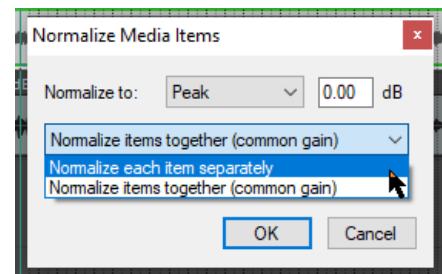 Normalize Media Items
x
Normalize to: Peak 0.00 dB
Normalize items together (common gain)
Normalize each item separately
Normalize items together (common gain)
OK Cancel